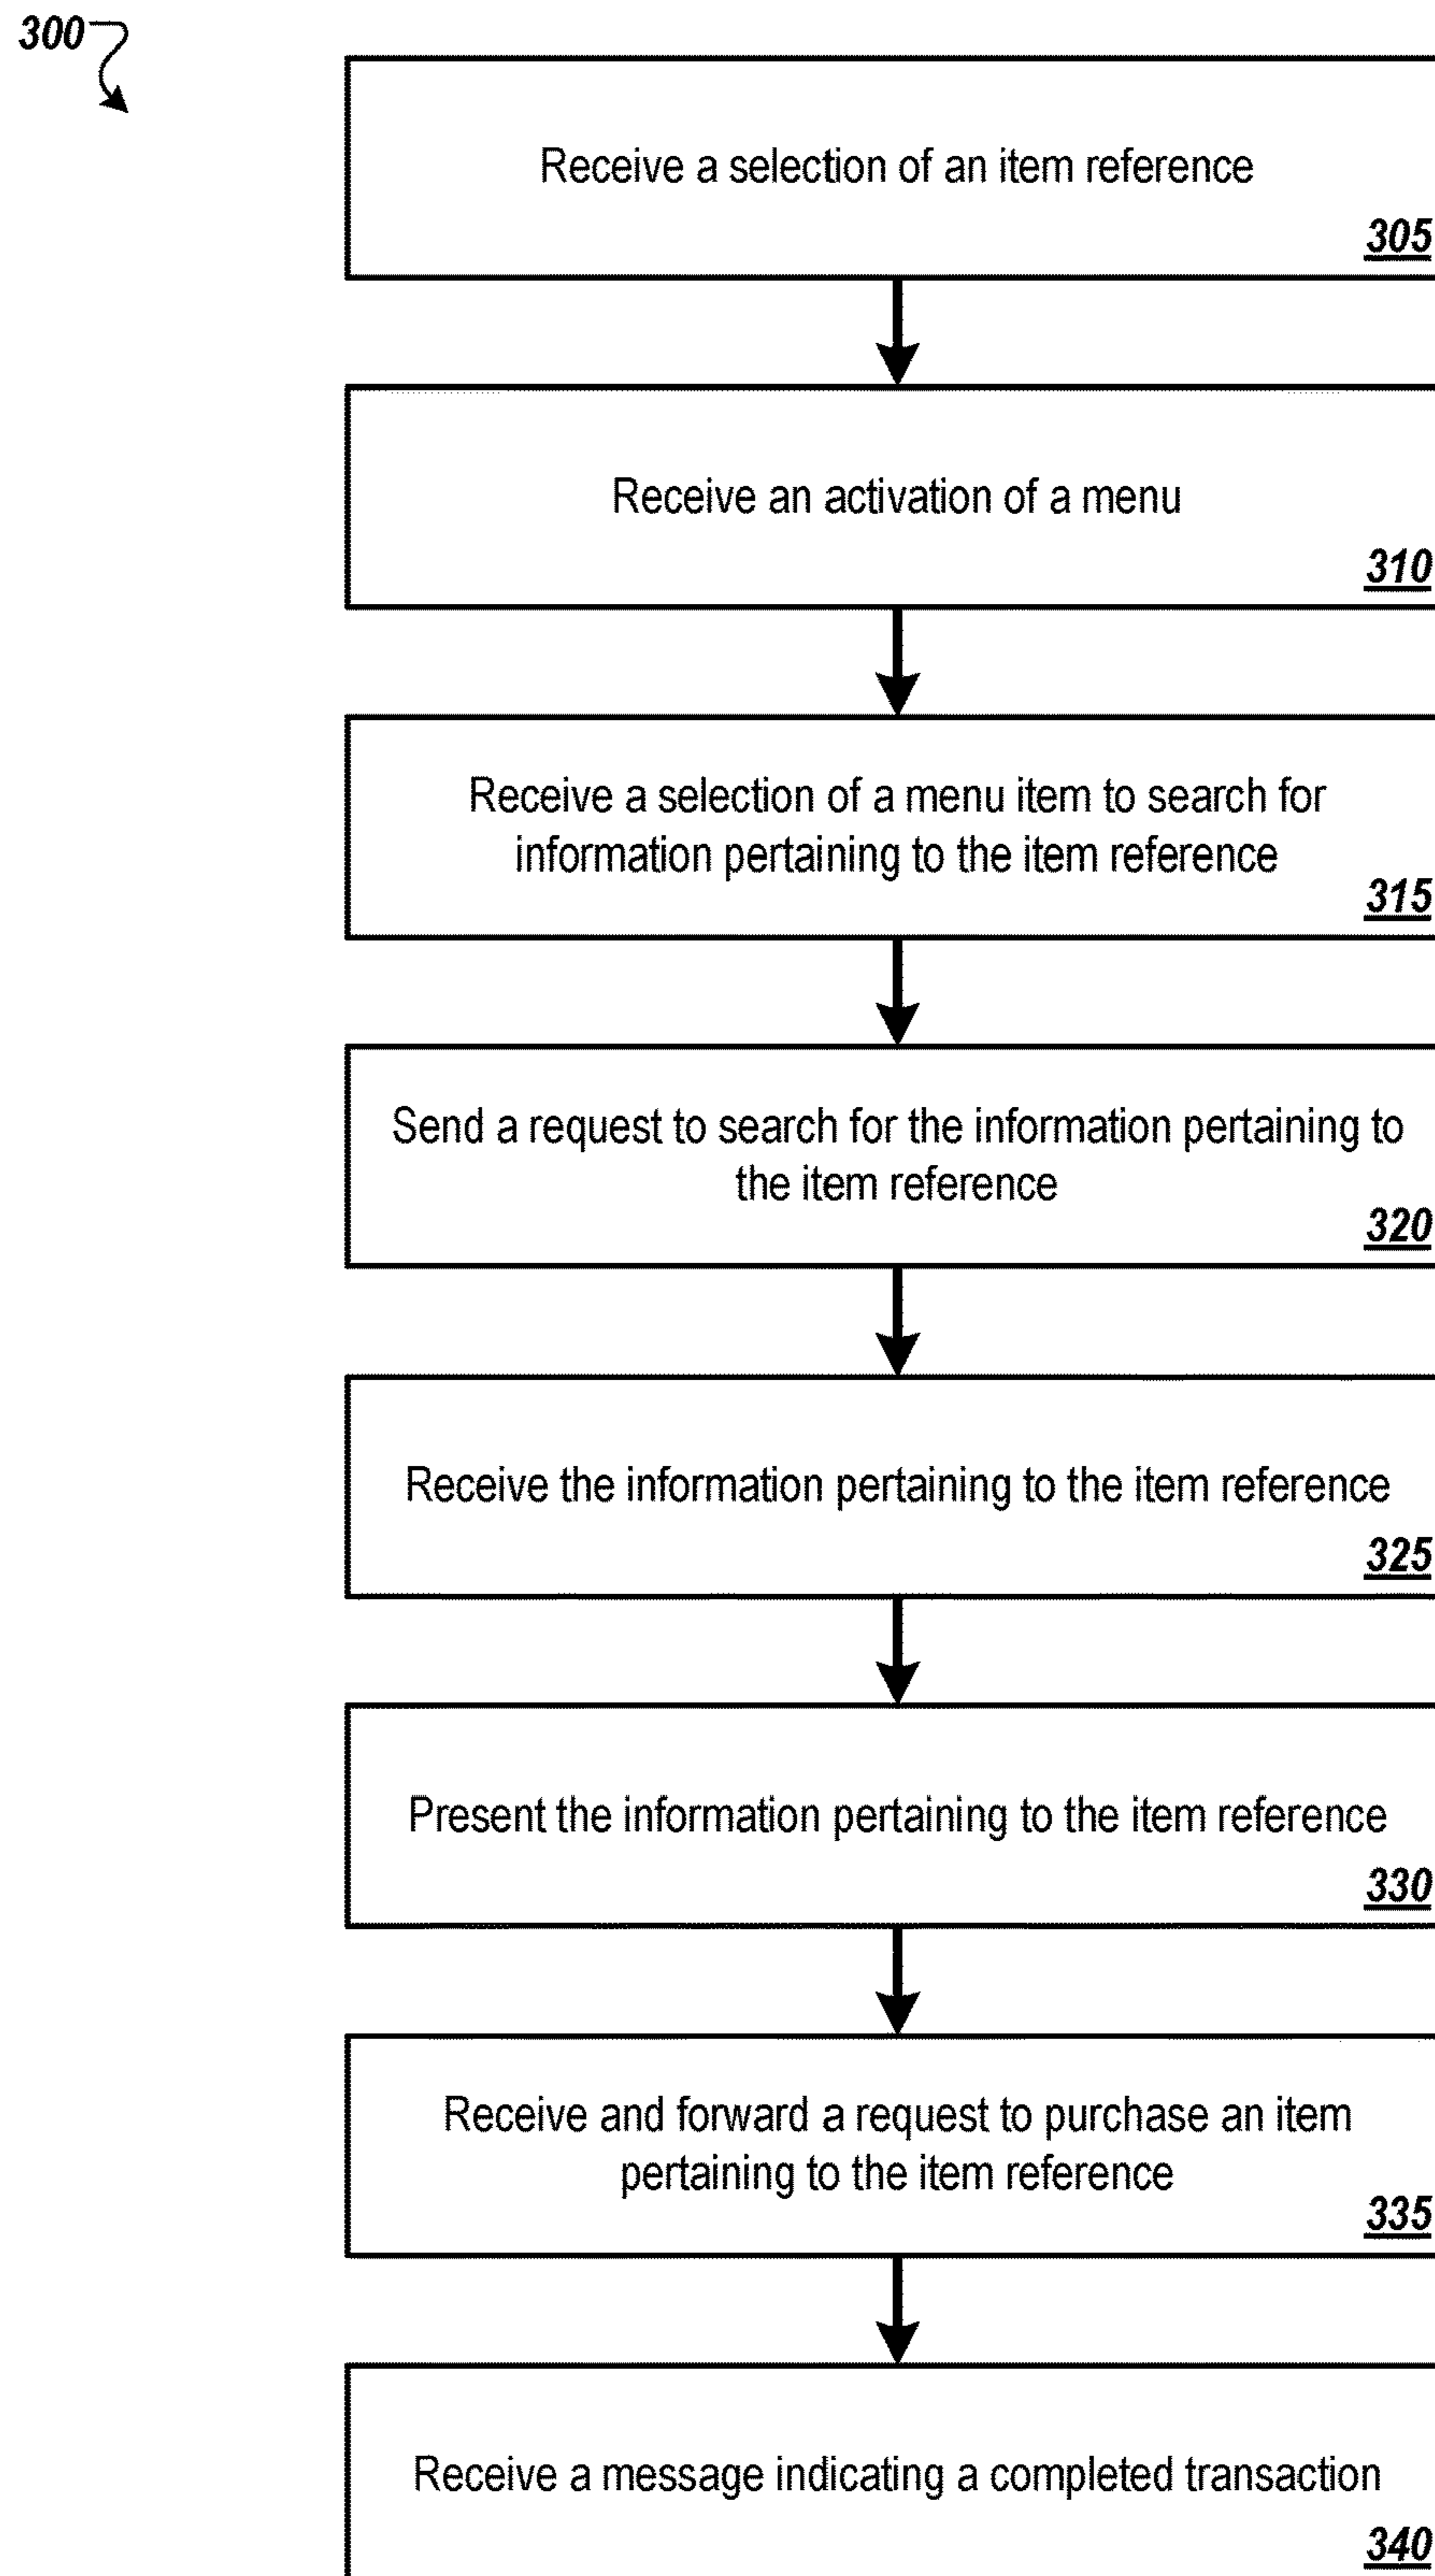 300
Receive a selection of an item reference
305
Receive an activation of a menu
310
Receive a selection of a menu item to search for
information pertaining to the item reference
315
Send a request to search for the information pertaining to
the item reference
320
Receive the information pertaining to the item reference
325
Present the information pertaining to the item reference
330
Receive and forward a request to purchase an item
pertaining to the item reference
335
Receive a message indicating a completed transaction
340